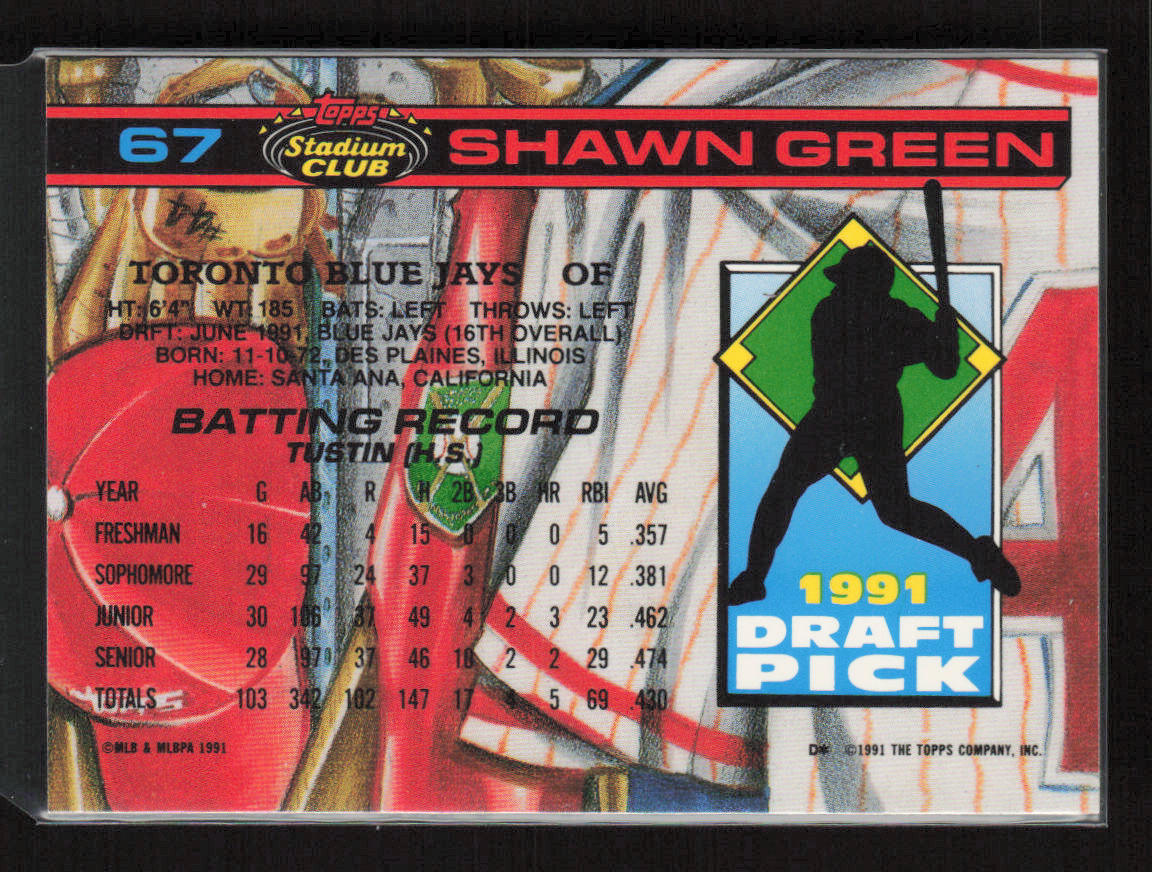 67 Topps Stadium CLUB SHAWN GREEN
#44
TORONTO BLUE JAYS OF
HT: 6'4" WT: 185 BATS: LEFT THROWS: LEFT
DRFT: JUNE 1991, BLUE JAYS (16TH OVERALL)
BORN: 11-10-72, DES PLAINES, ILLINOIS
HOME: SANTA ANA, CALIFORNIA
BATTING RECORD
TUSTIN (H.S.)
YEAR G AB R H 2B 3B HR RBI AVG
FRESHMAN 16 42 4 15 0 0 0 5 .357
SOPHOMORE 29 97 24 37 3 0 0 12 .381
JUNIOR 30 106 37 49 4 2 3 23 .462
SENIOR 28 97 37 46 10 2 2 29 .474
TOTALS 103 342 102 147 17 4 5 69 .430
1991
DRAFT
PICK
©MLB & MLBPA 1991
D* ©1991 THE TOPPS COMPANY, INC.